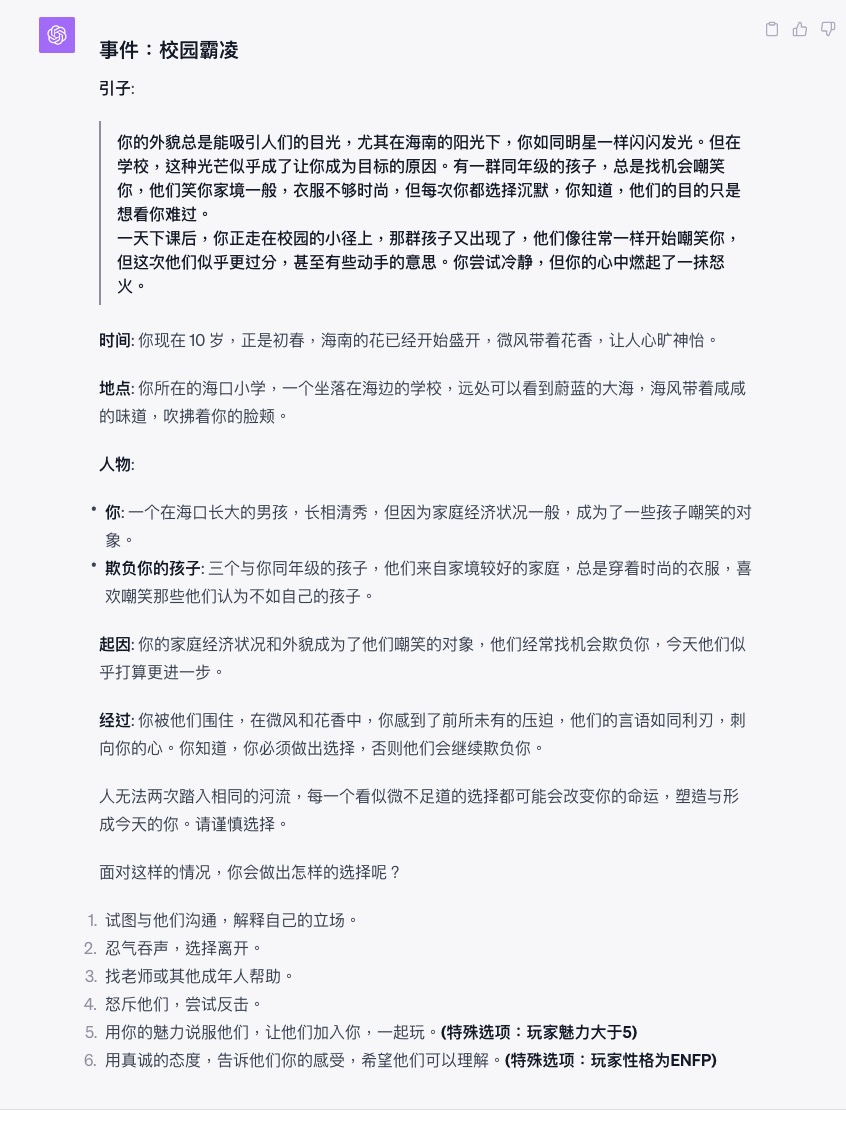 事件：校园霸凌
引子:
你的外貌总是能吸引人们的目光，尤其在海南的阳光下，你如同明星一样闪闪发光。但在
学校，这种光芒似乎成了让你成为目标的原因。有一群同年级的孩子，总是找机会嘲笑
你，他们笑你家境一般，衣服不够时尚，但每次你都选择沉默，你知道，他们的目的只是
想看你难过。
一天下课后，你正走在校园的小径上，那群孩子又出现了，他们像往常一样开始嘲笑你，
但这次他们似乎更过分，甚至有些动手的意思。你尝试冷静，但你的心中燃起了一抹怒
火。
时间: 你现在 10 岁，正是初春，海南的花已经开始盛开，微风带着花香，让人心旷神怡。
地点: 你所在的海口小学，一个坐落在海边的学校，远处可以看到蔚蓝的大海，海风带着咸咸
的味道，吹拂着你的脸颊。
人物:
• 你: 一个在海口长大的男孩，长相清秀，但因为家庭经济状况一般，成为了一些孩子嘲笑的对
象。
• 欺负你的孩子: 三个与你同年级的孩子，他们来自家境较好的家庭，总是穿着时尚的衣服，喜
欢嘲笑那些他们认为不如自己的孩子。
起因: 你的家庭经济状况和外貌成为了他们嘲笑的对象，他们经常找机会欺负你，今天他们似
乎打算更进一步。
经过: 你被他们围住，在微风和花香中，你感到了前所未有的压迫，他们的言语如同利刃，刺
向你的心。你知道，你必须做出选择，否则他们会继续欺负你。
人无法两次踏入相同的河流，每一个看似微不足道的选择都可能会改变你的命运，塑造与形
成今天的你。请谨慎选择。
面对这样的情况，你会做出怎样的选择呢？
1. 试图与他们沟通，解释自己的立场。
2. 忍气吞声，选择离开。
3. 找老师或其他成年人帮助。
4. 怒斥他们，尝试反击。
5. 用你的魅力说服他们，让他们加入你，一起玩。(特殊选项：玩家魅力大于5)
6. 用真诚的态度，告诉他们你的感受，希望他们可以理解。(特殊选项：玩家性格为ENFP)